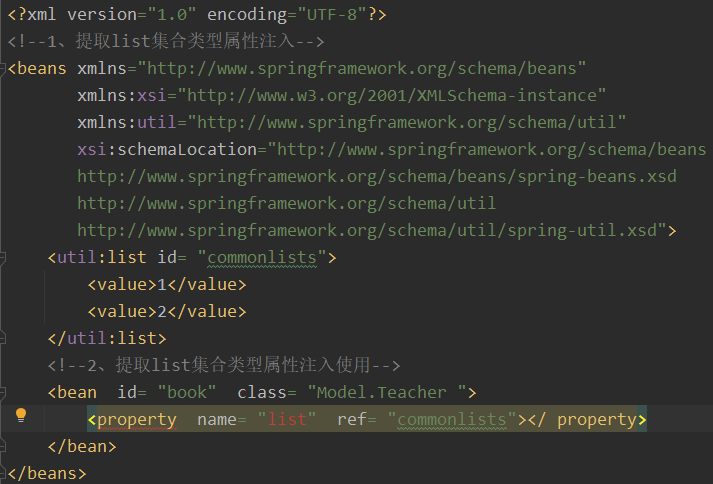 <?xml version="1.0" encoding="UTF-8"?>
<!--1、提取list集合类型属性注入-->
<beans xmlns="http://www.springframework.org/schema/beans"
xmlns:xsi="http://www.w3.org/2001/XMLSchema-instance"
xmlns:util="http://www.springframework.org/schema/util"
xsi:schemaLocation="http://www.springframework.org/schema/beans
http://www.springframework.org/schema/beans/spring-beans.xsd
http://www.springframework.org/schema/util
http://www.springframework.org/schema/util/spring-util.xsd">
<util:list id= "commonlists">
<value>1</value>
<value>2</value>
</util:list>
<!--2、提取list集合类型属性注入使用-->
<bean  id= "book"  class= "Model.Teacher ">
<property  name= "list"  ref= "commonlists"></ property>
</bean>
</beans>